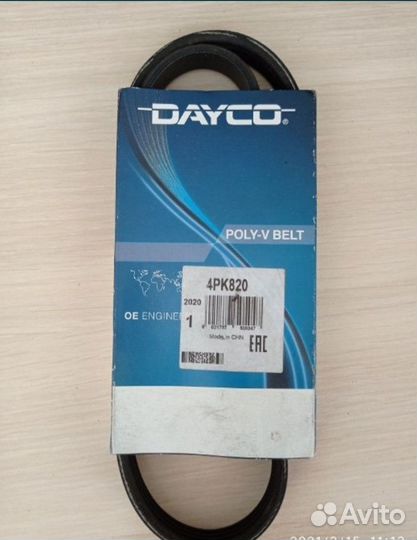 DAYCO®
POLY-V BELT
4PK820
2020
1
OE ENGINE
Made in CHN
EAC
Avito